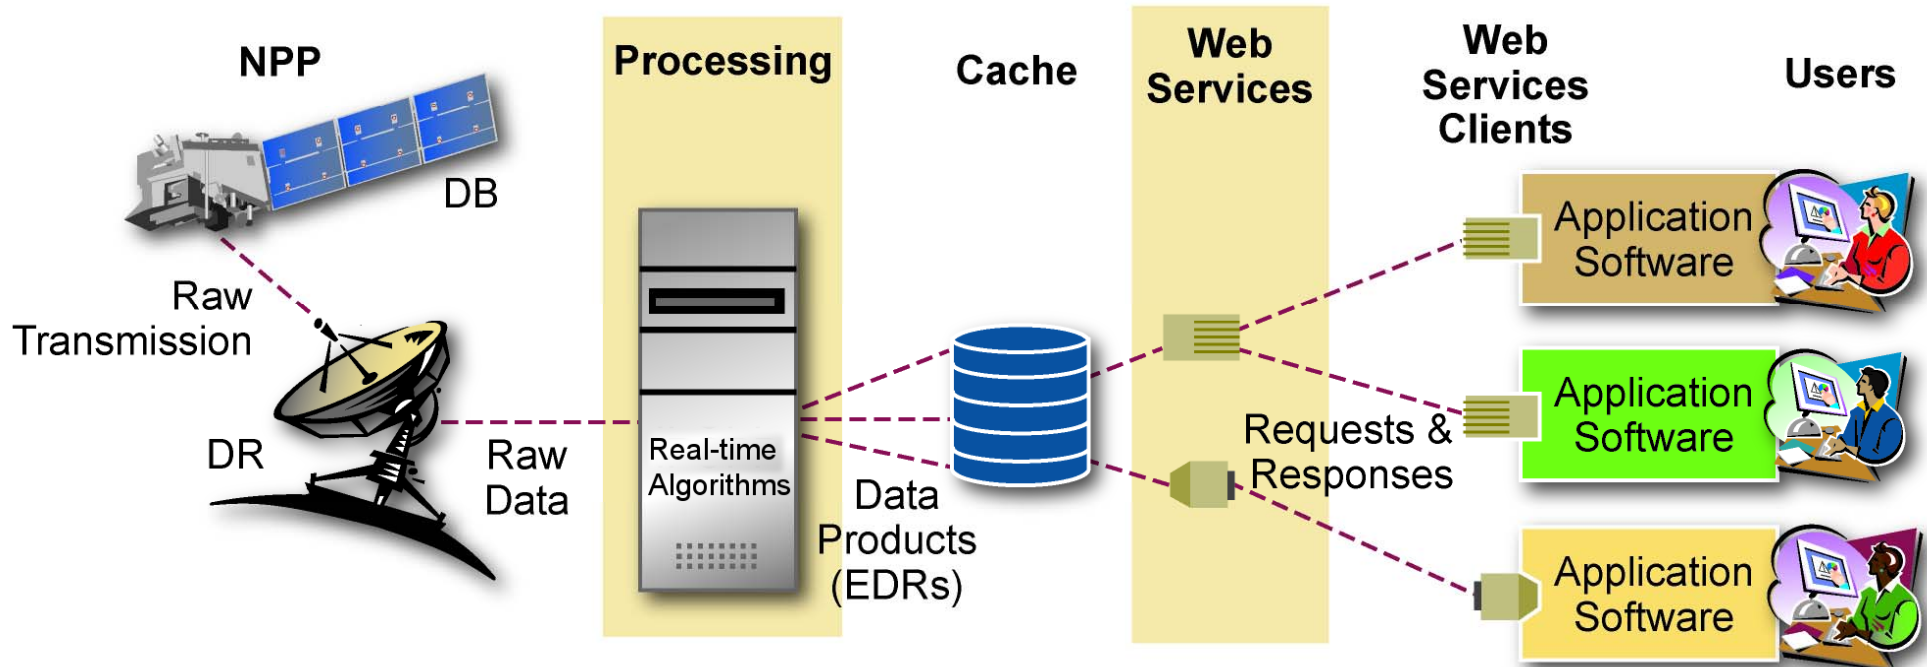 NPP
DB
Raw
Transmission
DR
Raw
Data
Processing
Real-time
Algorithms
Data
Products
(EDRs)
Cache
Web
Services
Requests &
Responses
Web
Services
Clients
Users
Application
Software
Application
Software
Application
Software